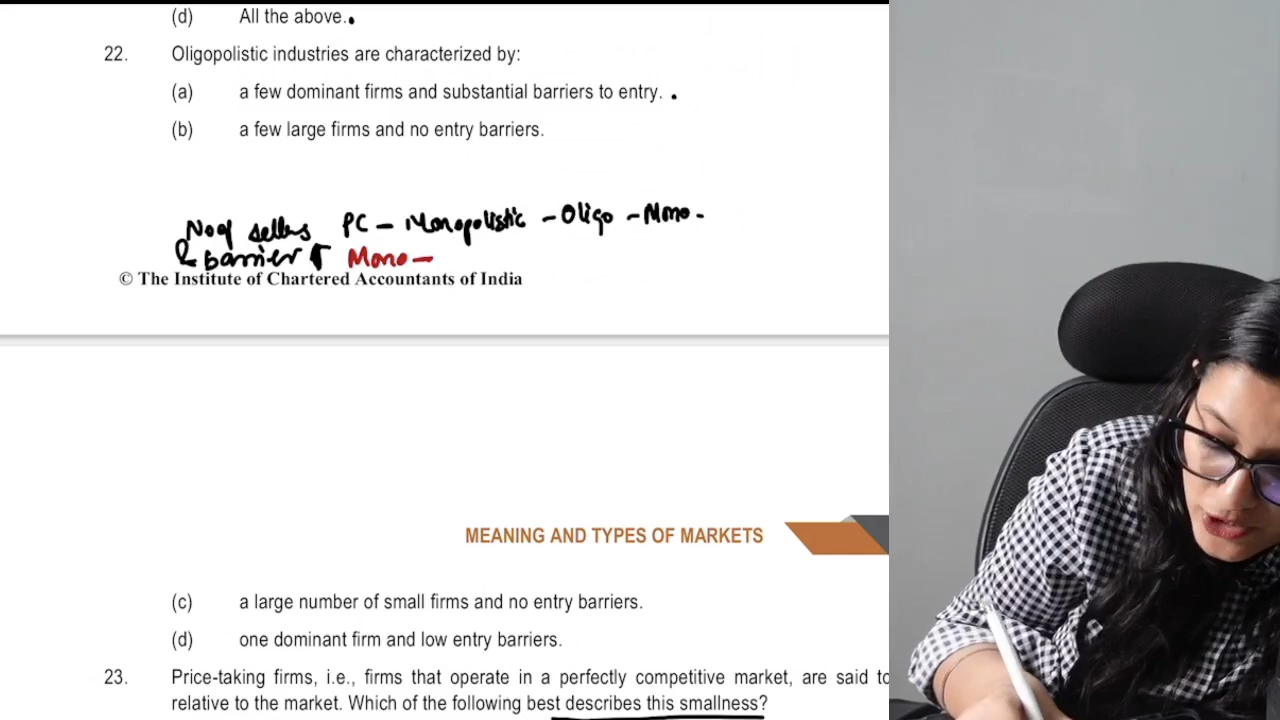 (d) All the above.
22. Oligopolistic industries are characterized by:
(a) a few dominant firms and substantial barriers to entry.
(b) a few large firms and no entry barriers.
No of sellers PC - Monopolistic - Oligo - Mono -
& barrier ↑ Mono -
© The Institute of Chartered Accountants of India
MEANING AND TYPES OF MARKETS
(c) a large number of small firms and no entry barriers.
(d) one dominant firm and low entry barriers.
23. Price-taking firms, i.e., firms that operate in a perfectly competitive market, are said to
relative to the market. Which of the following best describes this smallness?